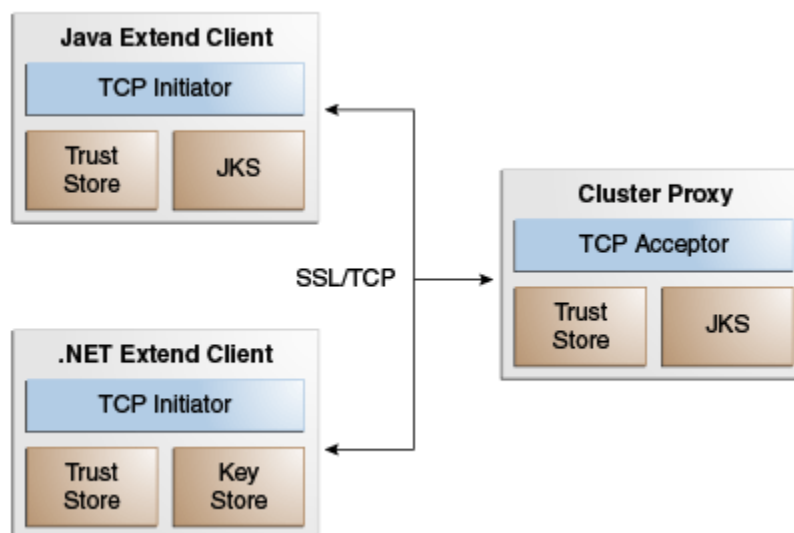 Java Extend Client
TCP Initiator
Trust
Store
JKS
SSL/TCP
.NET Extend Client
TCP Initiator
Trust
Store
Key
Store
Cluster Proxy
TCP Acceptor
Trust
Store
JKS